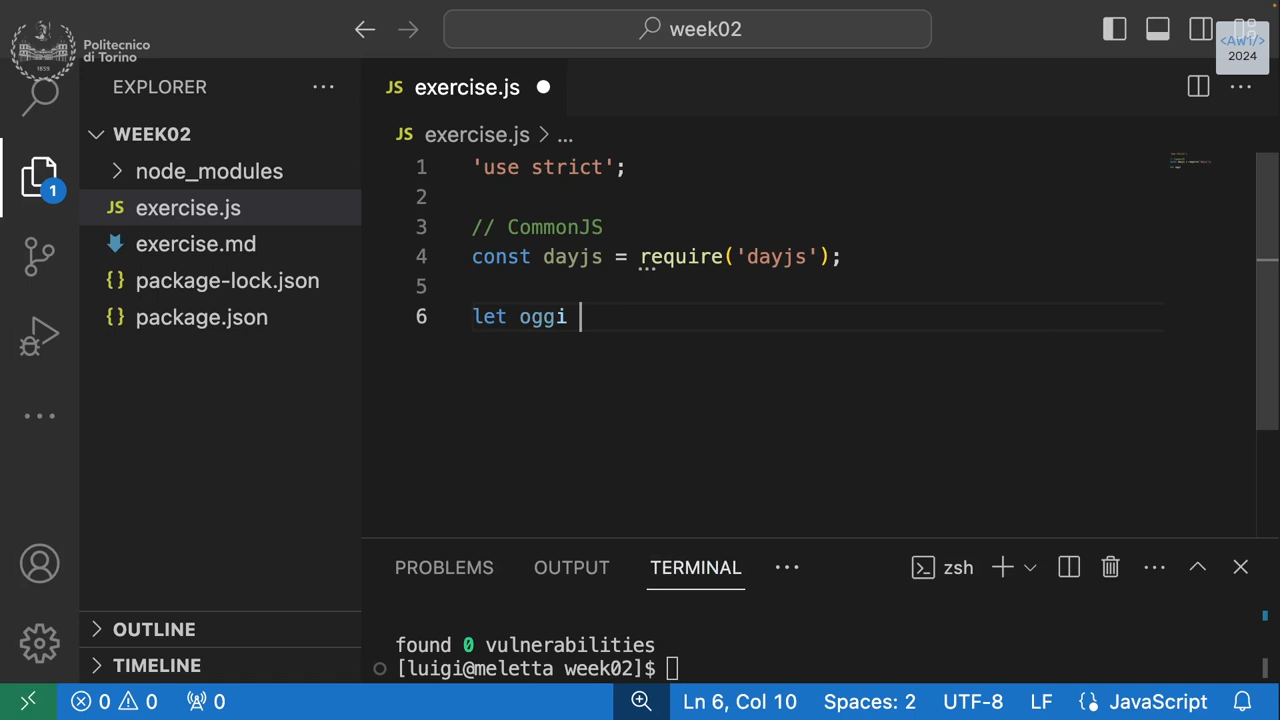 week02
Politecnico
di Torino
<AW1/>
2024
EXPLORER
WEEK02
node_modules
exercise.js
exercise.md
package-lock.json
package.json
OUTLINE
TIMELINE
1
JS exercise.js
JS exercise.js > ...
1 'use strict';
2
3 // CommonJS
4 const dayjs = require('dayjs');
5
6 let oggi
PROBLEMS OUTPUT TERMINAL zsh
found 0 vulnerabilities
[luigi@meletta week02]$
0 0 0 Ln 6, Col 10 Spaces: 2 UTF-8 LF {} JavaScript